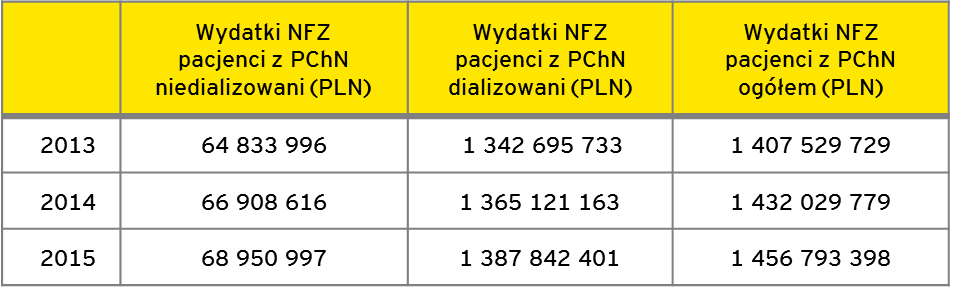 Wydatki NFZ
pacjenci z PChN
niedializowani (PLN)
Wydatki NFZ
pacjenci z PChN
dializowani (PLN)
Wydatki NFZ
pacjenci z PChN
ogółem (PLN)
2013 64 833 996 1 342 695 733 1 407 529 729
2014 66 908 616 1 365 121 163 1 432 029 779
2015 68 950 997 1 387 842 401 1 456 793 398